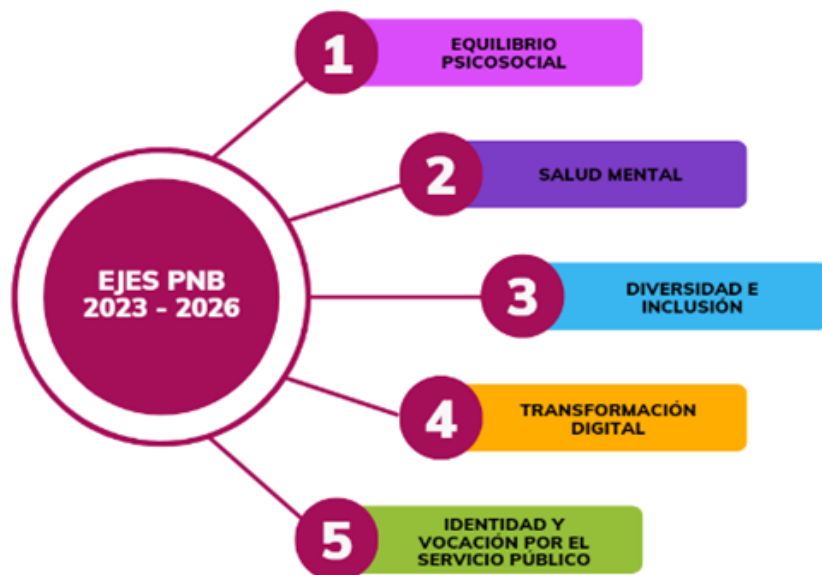 EJES PNB
2023 - 2026
1
EQUILIBRIO
PSICOSOCIAL
2
SALUD MENTAL
3
DIVERSIDAD E
INCLUSIÓN
4
TRANSFORMACIÓN
DIGITAL
5
IDENTIDAD Y
VOCACIÓN POR EL
SERVICIO PÚBLICO